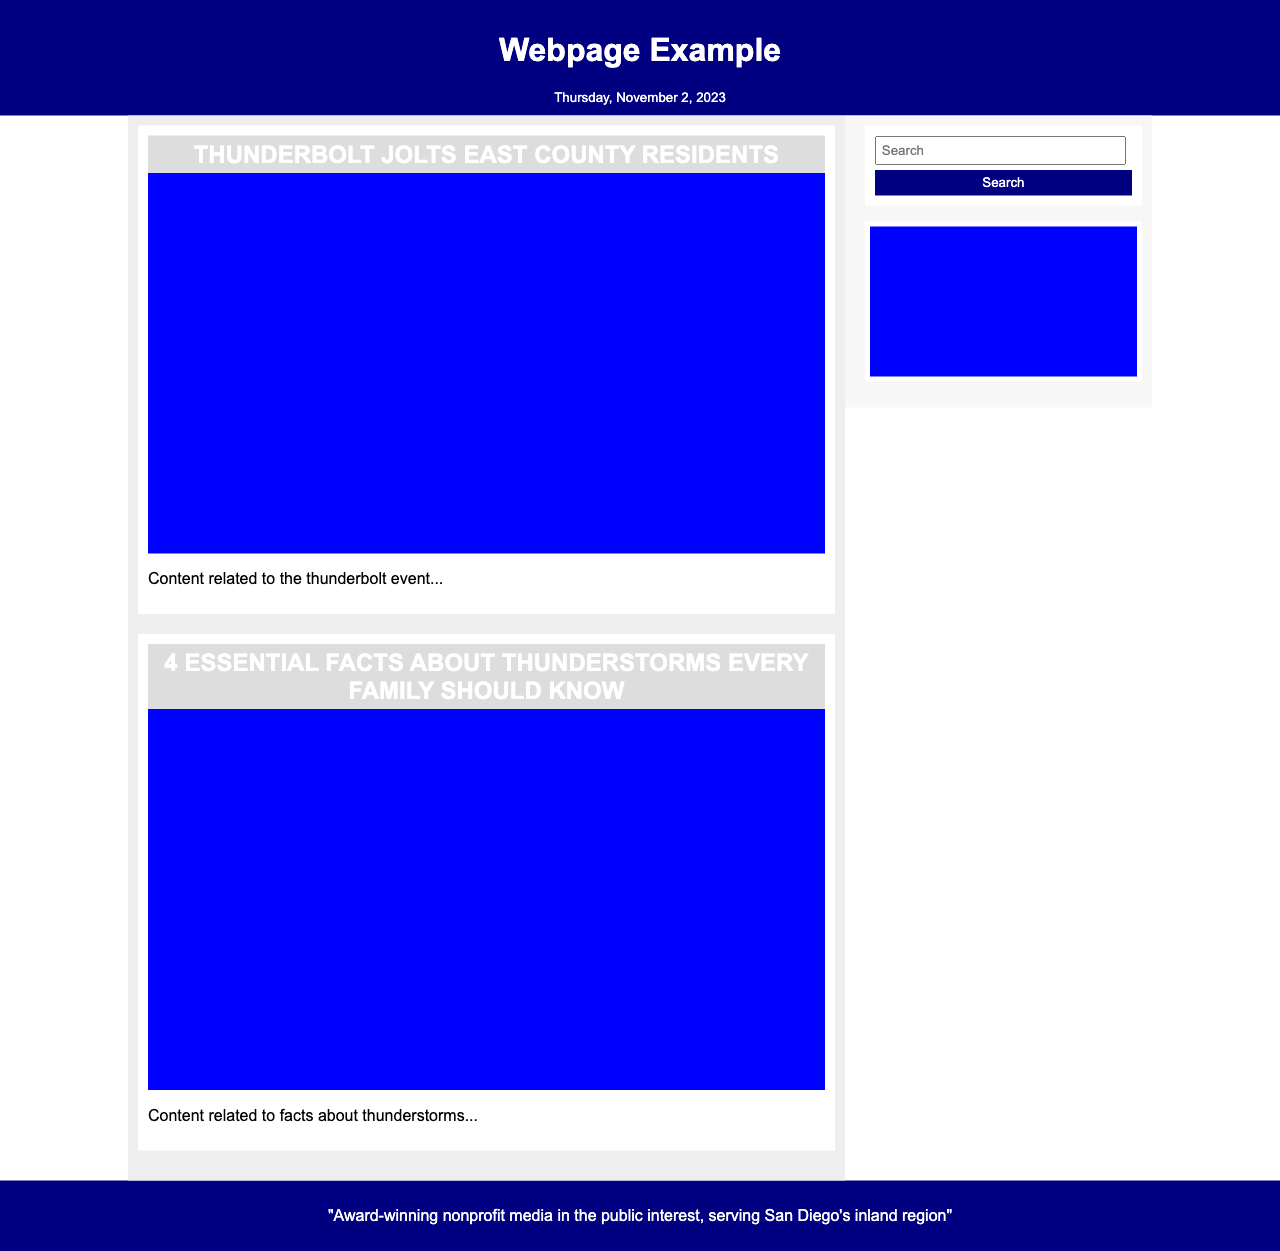 Webpage Example
Thursday, November 2, 2023
THUNDERBOLT JOLTS EAST COUNTY RESIDENTS
Content related to the thunderbolt event...
4 ESSENTIAL FACTS ABOUT THUNDERSTORMS EVERY
FAMILY SHOULD KNOW
Content related to facts about thunderstorms...
Search
Search
"Award-winning nonprofit media in the public interest, serving San Diego's inland region"